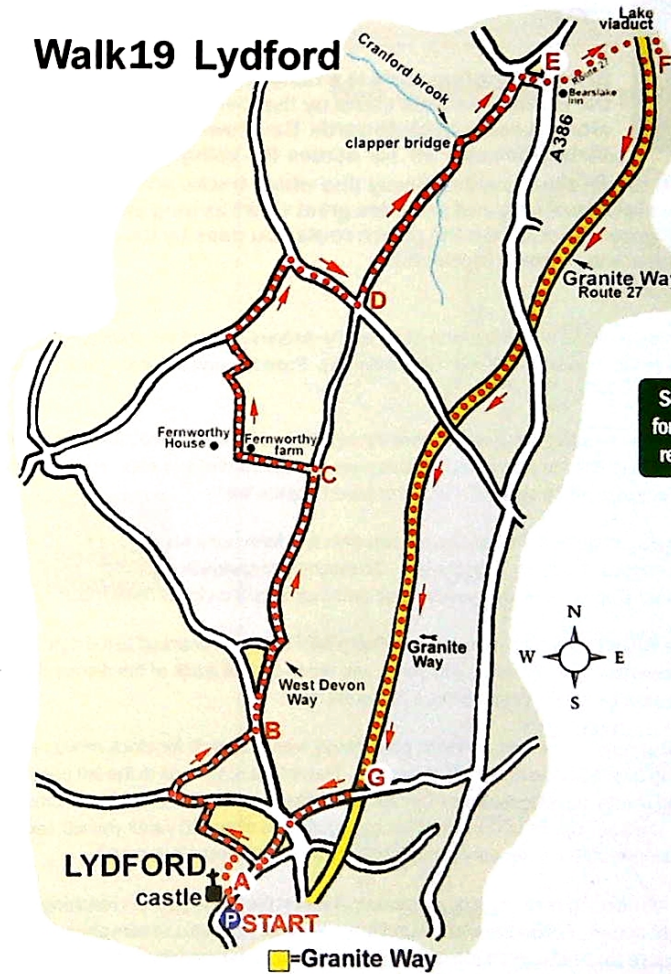 Walk19 Lydford
Lake
viaduct
E
F
Route 27
Bearslake
Inn
Cranford brook
clapper bridge
A386
Granite
Route 27
D
Fernworthy
House
Fernworthy
farm
C
N
W
E
S
Granite
Way
West Devon
Way
B
G
LYDFORD
castle
A
P
START
=Granite Way